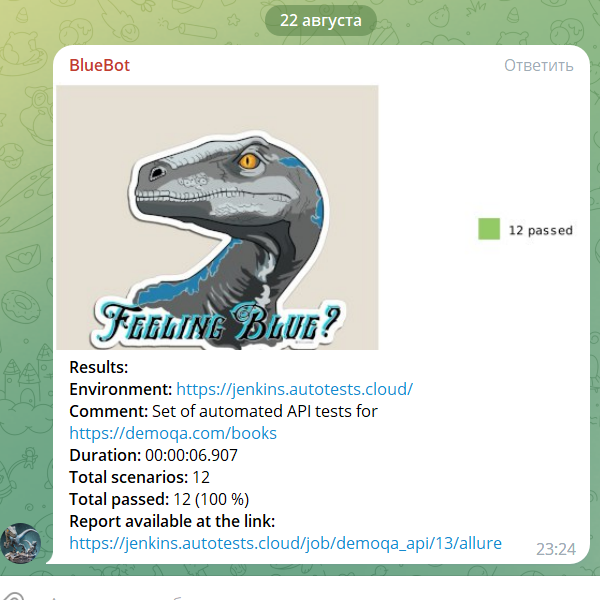 22 августа
BlueBot
Ответить
FEELING BLUE?
12 passed
Results:
Environment: https://jenkins.autotests.cloud/
Comment: Set of automated API tests for
https://demoqa.com/books
Duration: 00:00:06.907
Total scenarios: 12
Total passed: 12 (100 %)
Report available at the link:
https://jenkins.autotests.cloud/job/demoqa_api/13/allure
23:24